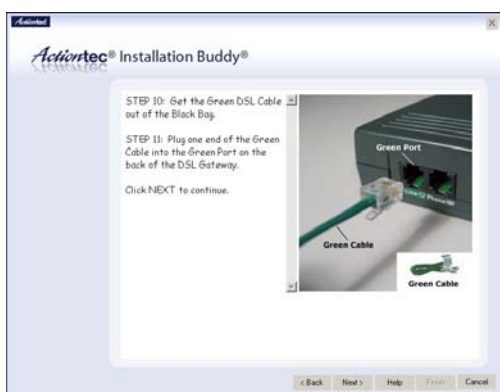 Actiontec
Actiontec® Installation Buddy®
STEP 10: Get the Green DSL Cable
out of the Black Bag.
STEP 11: Plug one end of the Green
Cable into the Green Port on the
back of the DSL Gateway.
Click NEXT to continue.
Green Port
Line Phone
Green Cable
Green Cable
< Back Next > Help Finish Cancel